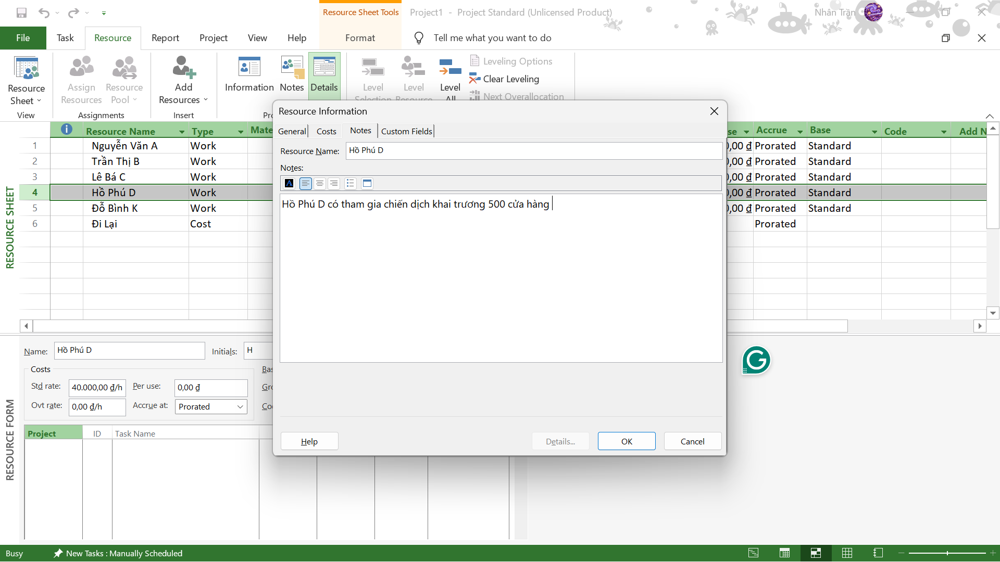 Resource Sheet Tools
Project1 - Project Standard (Unlicensed Product)
Nhân Trần
File
Task
Resource
Report
Project
View
Help
Format
Tell me what you want to do
Resource Sheet
View
Assign Resources
Resource Pool
Assignments
Add Resources
Insert
Information
Notes
Details
Level
Level
Level All
Leveling Options
Clear Leveling
Next Overallocation
Resource Information
General
Costs
Notes
Custom Fields
Resource Name: Hồ Phú D
Notes:
Hồ Phú D có tham gia chiến dịch khai trương 500 cửa hàng
Help
Details...
OK
Cancel
RESOURCE SHEET
Resource Name Type Mate se Accrue Base Code Add N
1 Nguyễn Văn A Work 0,00 ₫ Prorated Standard
2 Trần Thị B Work 0,00 ₫ Prorated Standard
3 Lê Bá C Work 0,00 ₫ Prorated Standard
4 Hồ Phú D Work 0,00 ₫ Prorated Standard
5 Đỗ Bình K Work 0,00 ₫ Prorated Standard
6 Đi Lại Cost Prorated
RESOURCE FORM
Name: Hồ Phú D Initials: H
Costs
Std rate: 40.000,00 ₫/h Per use: 0,00 ₫
Ovt rate: 0,00 ₫/h Accrue at: Prorated
Bas
Gro
Co
Project ID Task Name
Busy
New Tasks : Manually Scheduled